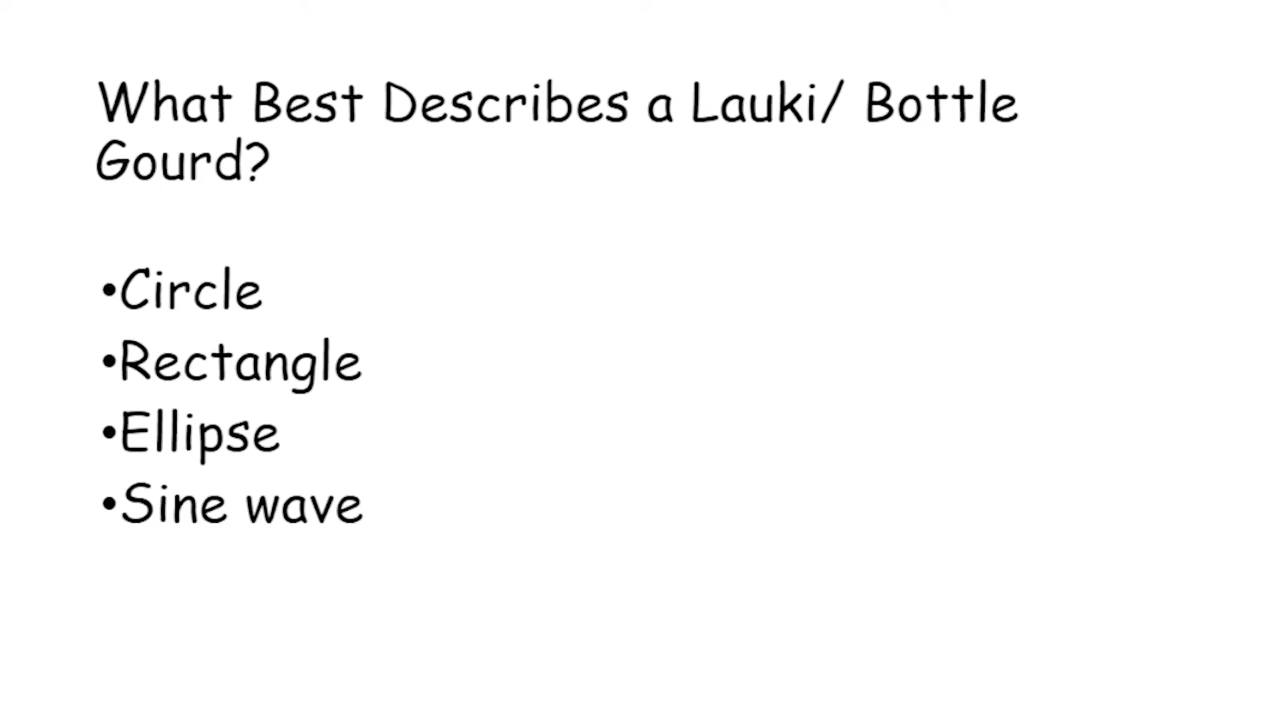 What Best Describes a Lauki/ Bottle
Gourd?
•Circle
•Rectangle
•Ellipse
•Sine wave